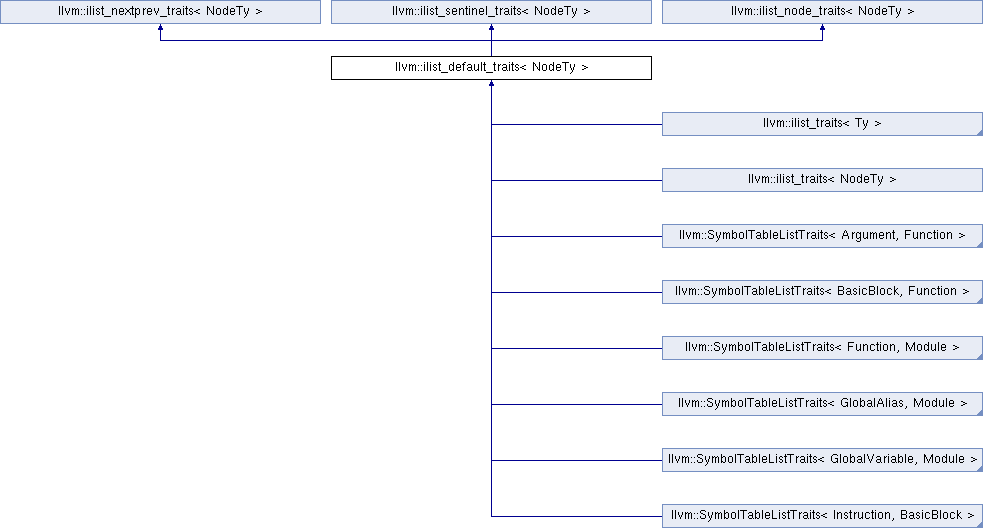 llvm::ilist_nextprev_traits< NodeTy >
llvm::ilist_sentinel_traits< NodeTy >
llvm::ilist_node_traits< NodeTy >
llvm::ilist_default_traits< NodeTy >
llvm::ilist_traits< Ty >
llvm::ilist_traits< NodeTy >
llvm::SymbolTableListTraits< Argument, Function >
llvm::SymbolTableListTraits< BasicBlock, Function >
llvm::SymbolTableListTraits< Function, Module >
llvm::SymbolTableListTraits< GlobalAlias, Module >
llvm::SymbolTableListTraits< GlobalVariable, Module >
llvm::SymbolTableListTraits< Instruction, BasicBlock >